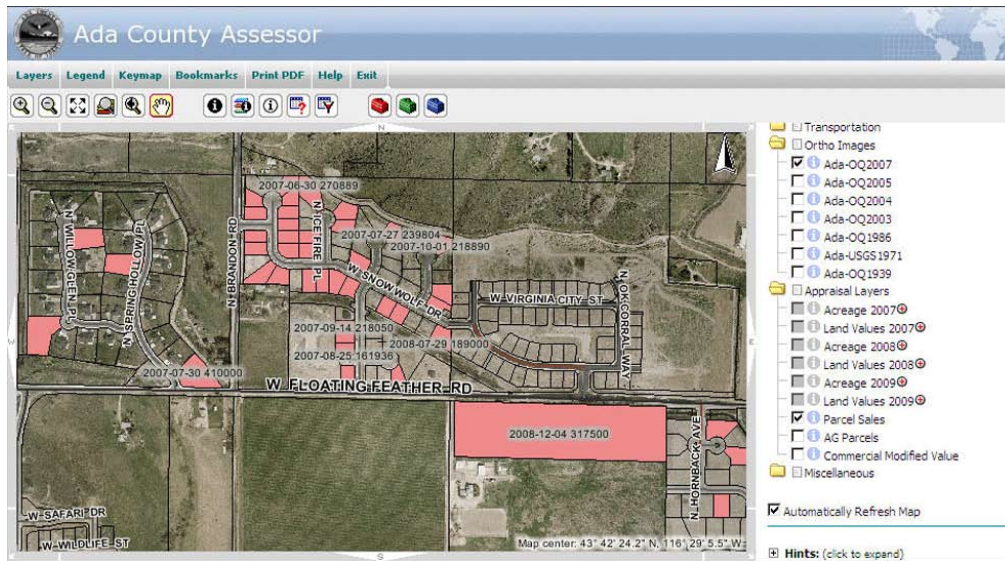 Ada County Assessor
Layers Legend Keymap Bookmarks Print PDF Help Exit
N
2007-06-30 270889
N WILLOW GLEN PL
N SPRING HOLLOW PL
N BRANDON RD
N ICE FIRE PL
2007-07-27 239804
2007-10-01 218890
W SNOW WOLF DR
W VIRGINIA CITY ST
N OK CORRAL WAY
W
E
2007-09-14 218050
2008-07-29 189000
2007-08-25 161936
2007-07-30 410000
W FLOATING FEATHER RD
2008-12-04 317500
N HORNBACK AVE
W SAFARI DR
W WILDLIFE ST
Map center: 43° 42' 24.2" N, 116° 29' 5.5" W
S
Transportation
Ortho Images
Ada-OQ2007
Ada-OQ2005
Ada-OQ2004
Ada-OQ2003
Ada-OQ1986
Ada-USGS1971
Ada-OQ1939
Appraisal Layers
Acreage 2007
Land Values 2007
Acreage 2008
Land Values 2008
Acreage 2009
Land Values 2009
Parcel Sales
AG Parcels
Commercial Modified Value
Miscellaneous
Automatically Refresh Map
Hints: (click to expand)